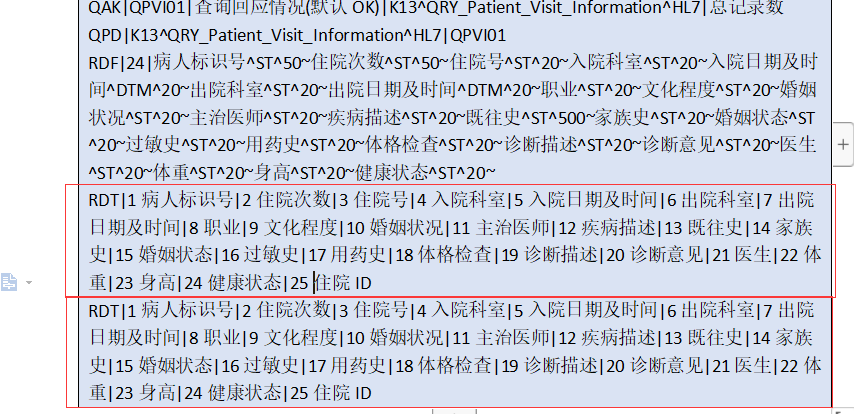 QAK|QPVI01|查询回应情况(默认 OK)|K13^QRY_Patient_Visit_Information^HL7|总记录数
QPD|K13^QRY_Patient_Visit_Information^HL7|QPVI01
RDF|24|病人标识号^ST^50~住院次数^ST^50~住院号^ST^20~入院科室^ST^20~入院日期及时
间^DTM^20~出院科室^ST^20~出院日期及时间^DTM^20~职业^ST^20~文化程度^ST^20~婚姻
状况^ST^20~主治医师^ST^20~疾病描述^ST^20~既往史^ST^500~家族史^ST^20~婚姻状态^ST
^20~过敏史^ST^20~用药史^ST^20~体格检查^ST^20~诊断描述^ST^20~诊断意见^ST^20~医生
^ST^20~体重^ST^20~身高^ST^20~健康状态^ST^20~
RDT|1 病人标识号|2 住院次数|3 住院号|4 入院科室|5 入院日期及时间|6 出院科室|7 出院
日期及时间|8 职业|9 文化程度|10 婚姻状况|11 主治医师|12 疾病描述|13 既往史|14 家族
史|15 婚姻状态|16 过敏史|17 用药史|18 体格检查|19 诊断描述|20 诊断意见|21 医生|22 体
重|23 身高|24 健康状态|25 住院 ID
RDT|1 病人标识号|2 住院次数|3 住院号|4 入院科室|5 入院日期及时间|6 出院科室|7 出院
日期及时间|8 职业|9 文化程度|10 婚姻状况|11 主治医师|12 疾病描述|13 既往史|14 家族
史|15 婚姻状态|16 过敏史|17 用药史|18 体格检查|19 诊断描述|20 诊断意见|21 医生|22 体
重|23 身高|24 健康状态|25 住院 ID